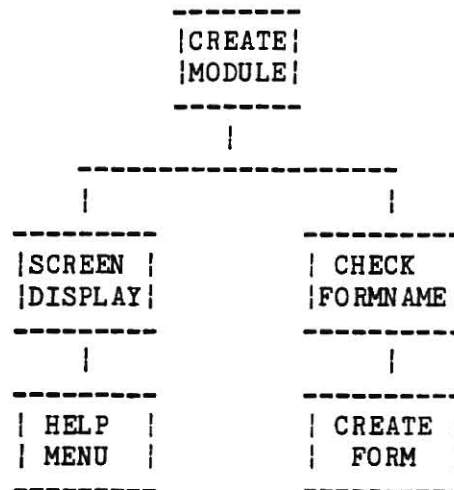 CREATE
MODULE
SCREEN
DISPLAY
CHECK
FORMNAME
HELP
MENU
CREATE
FORM